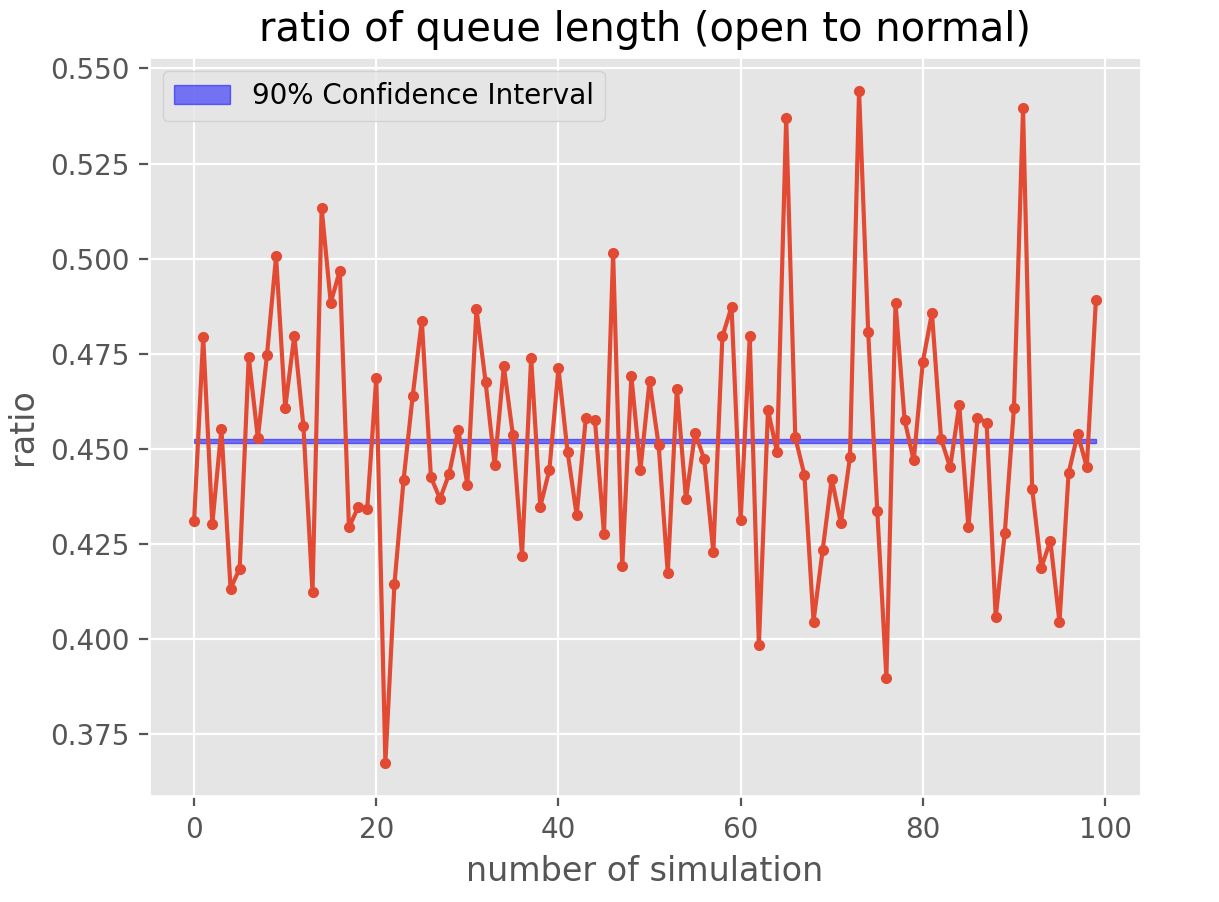 ratio of queue length (open to normal)
90% Confidence Interval
ratio
0.550
0.525
0.500
0.475
0.450
0.425
0.400
0.375
0 20 40 60 80 100
number of simulation